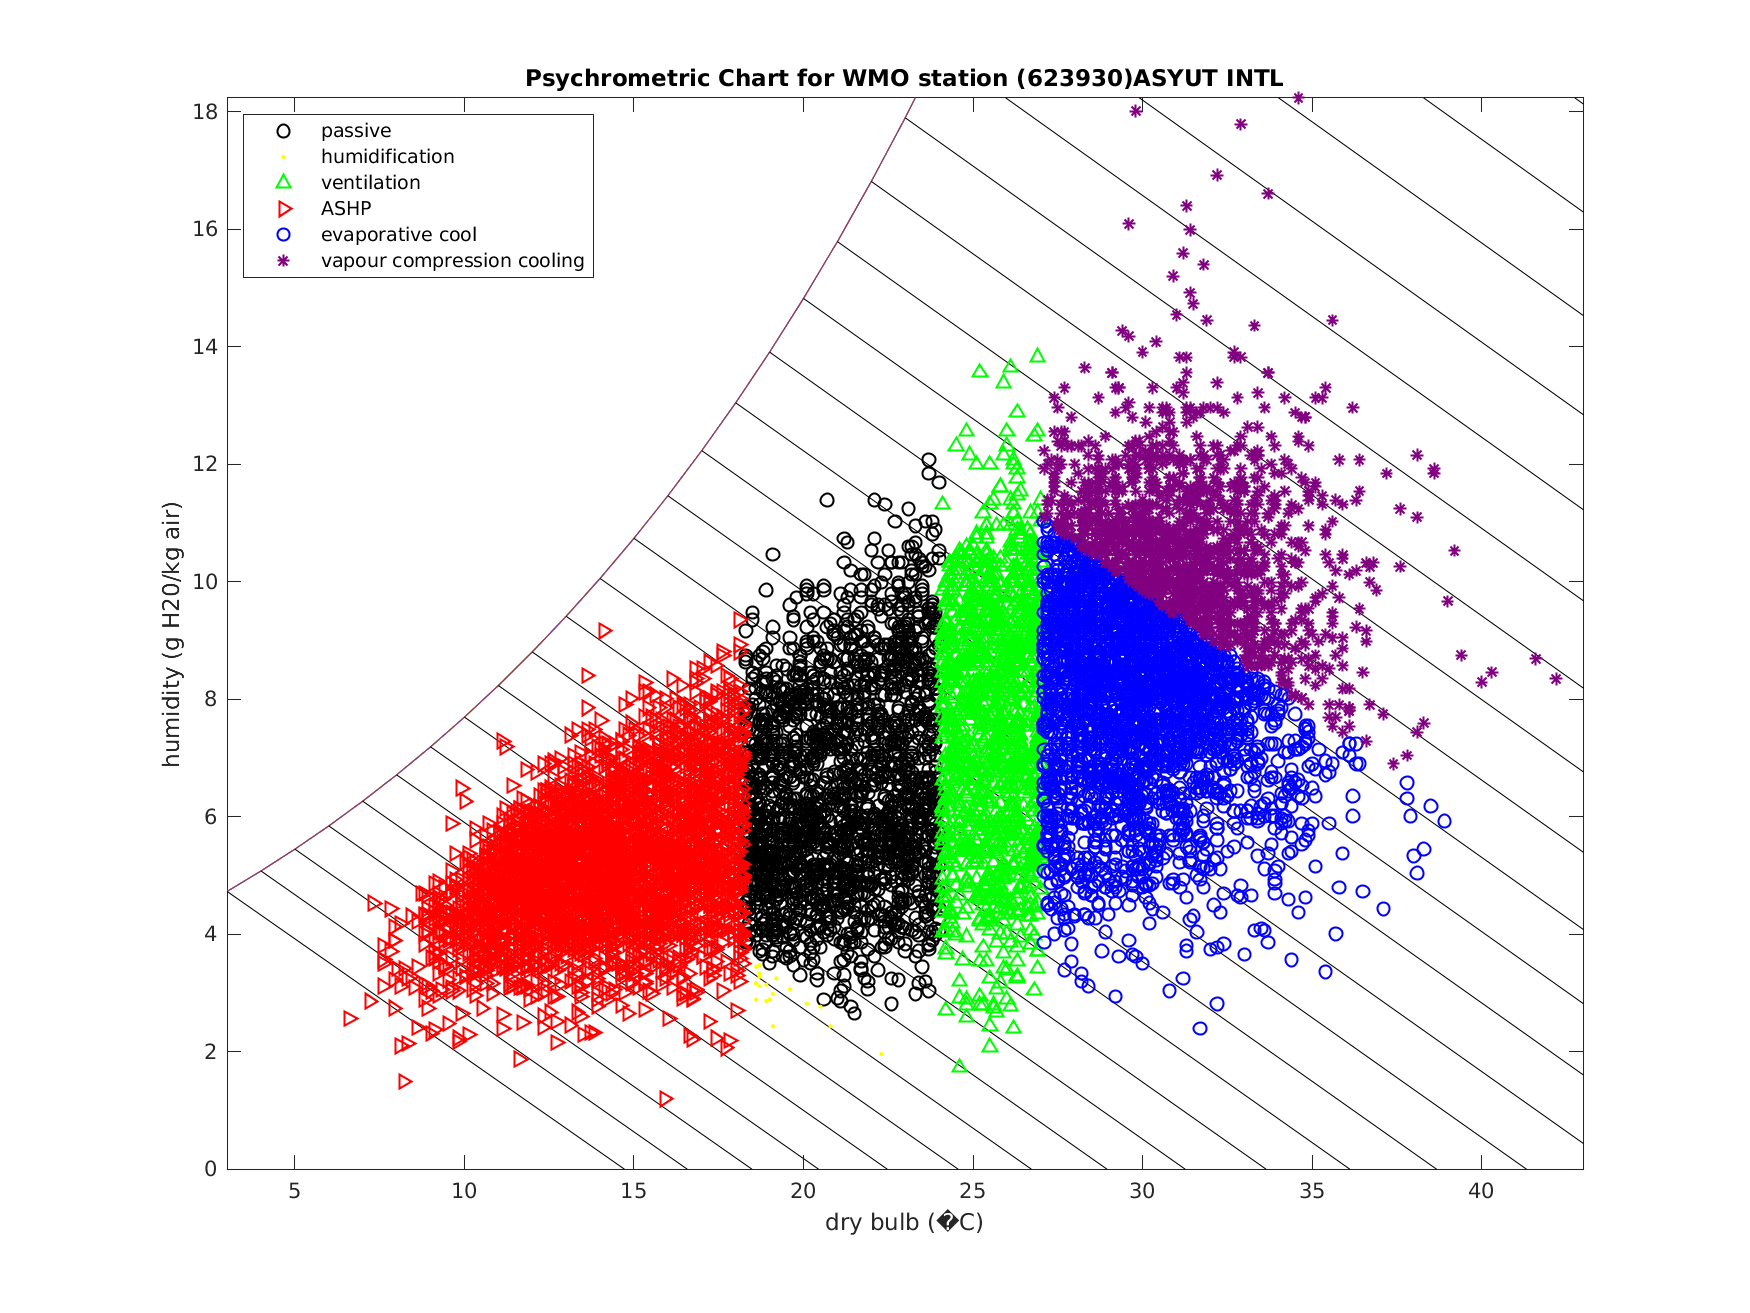 Psychrometric Chart for WMO station (623930)ASYUT INTL
passive
humidification
ventilation
ASHP
evaporative cool
vapour compression cooling
humidity (g H20/kg air)
18
16
14
12
10
8
6
4
2
0
5 10 15 20 25 30 35 40
dry bulb (�C)